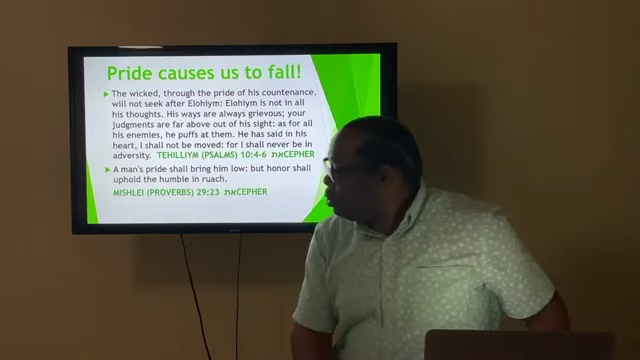 Pride causes us to fall!
The wicked, through the pride of his countenance,
will not seek after Elohiym: Elohiym is not in all
his thoughts. His ways are always grievous; your
judgments are far above out of his sight: as for all
his enemies, he puffs at them. He has said in his
heart, I shall not be moved: for I shall never be in
adversity. TEHILLIYM (PSALMS) 10:4-6 את CEPHER
A man's pride shall bring him low: but honor shall
uphold the humble in ruach.
MISHLEI (PROVERBS) 29:23 את CEPHER